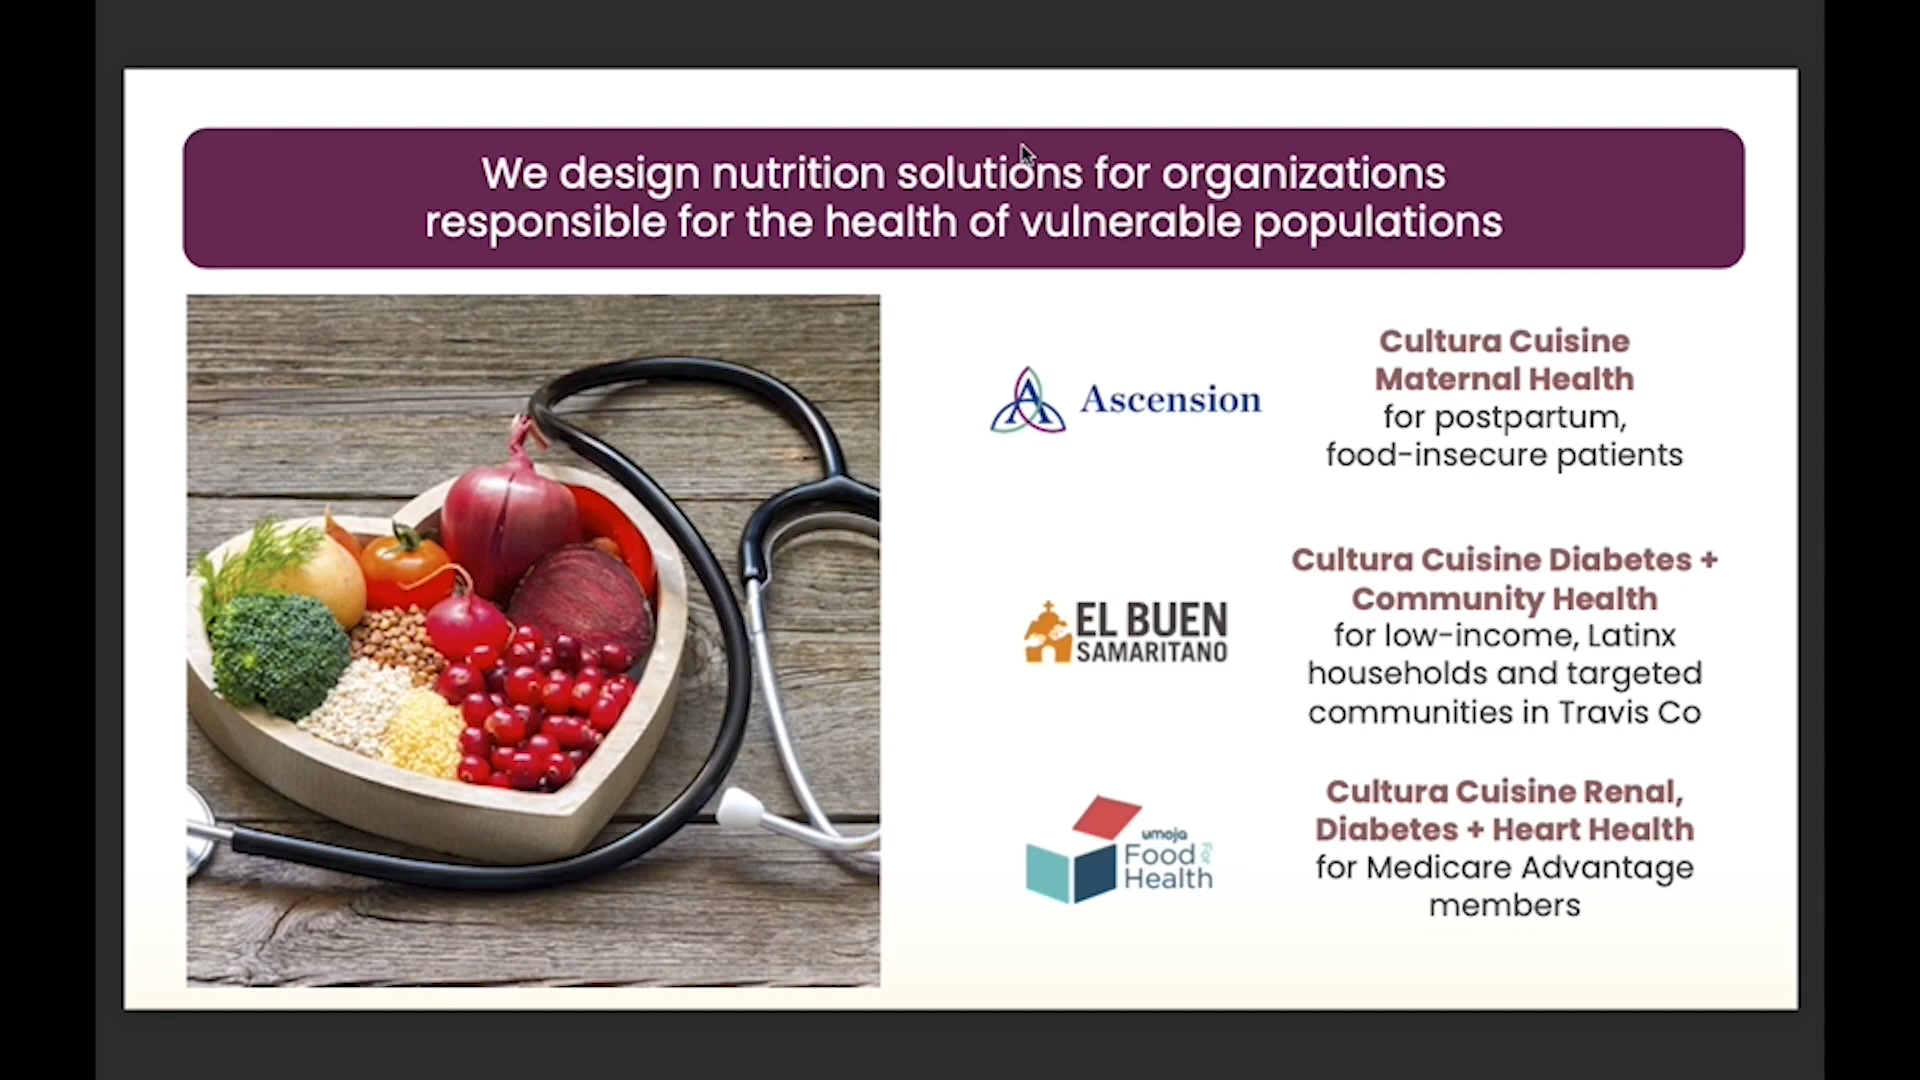 We design nutrition solutions for organizations
responsible for the health of vulnerable populations
Ascension
Cultura Cuisine
Maternal Health
for postpartum,
food-insecure patients
EL BUEN
SAMARITANO
Cultura Cuisine Diabetes +
Community Health
for low-income, Latinx
households and targeted
communities in Travis Co
umoja
Food For
Health
Cultura Cuisine Renal,
Diabetes + Heart Health
for Medicare Advantage
members